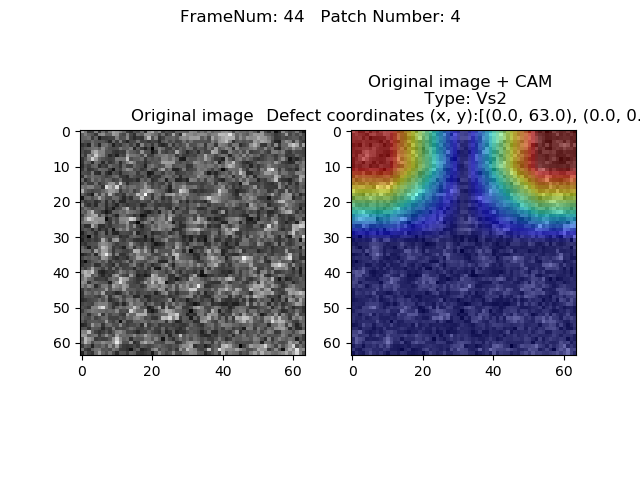 FrameNum: 44   Patch Number: 4
Original image + CAM
Type: Vs2
Original image
Defect coordinates (x, y):[(0.0, 63.0), (0.0, 0.
0
10
20
30
40
50
60
0 20 40 60
0
10
20
30
40
50
60
0 20 40 60